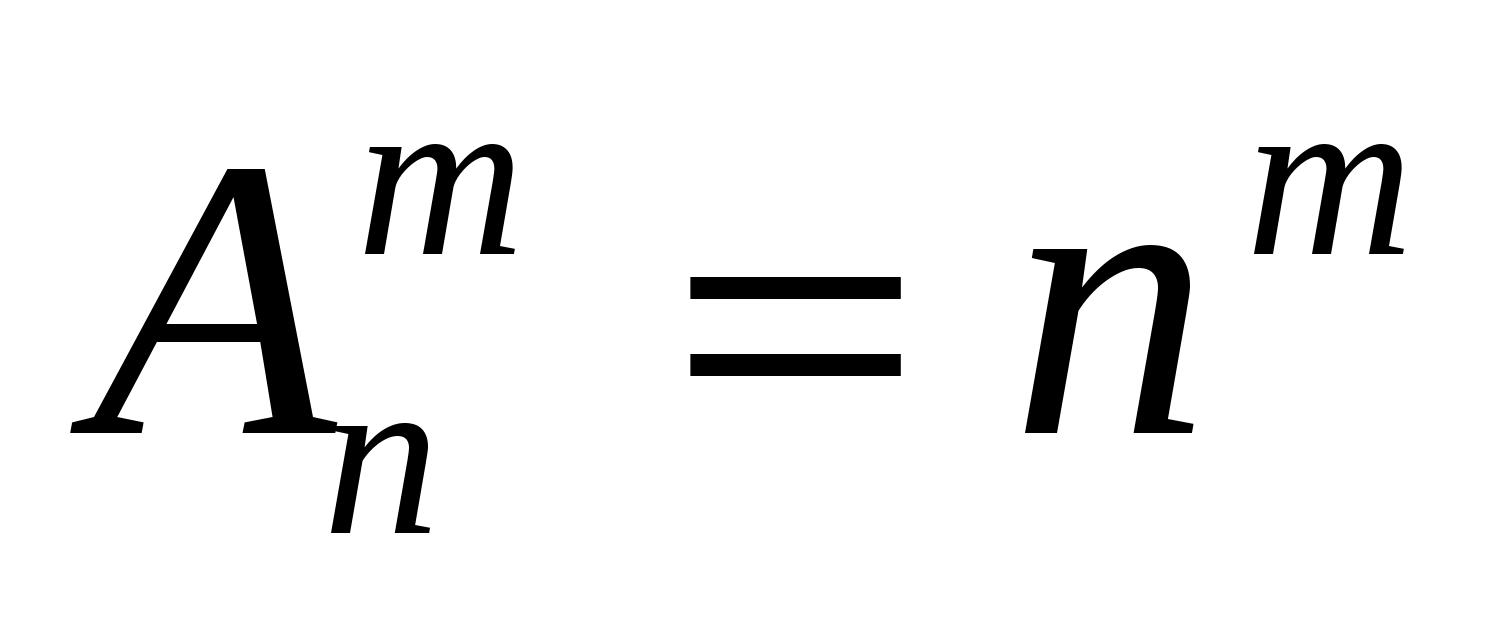 $A_n^m = n^m$